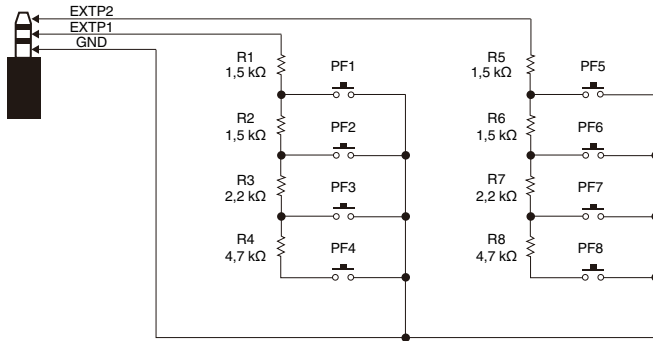 EXTP2
EXTP1
GND
R1
1,5 kΩ
PF1
R2
1,5 kΩ
PF2
R3
2,2 kΩ
PF3
R4
4,7 kΩ
PF4
R5
1,5 kΩ
PF5
R6
1,5 kΩ
PF6
R7
2,2 kΩ
PF7
R8
4,7 kΩ
PF8